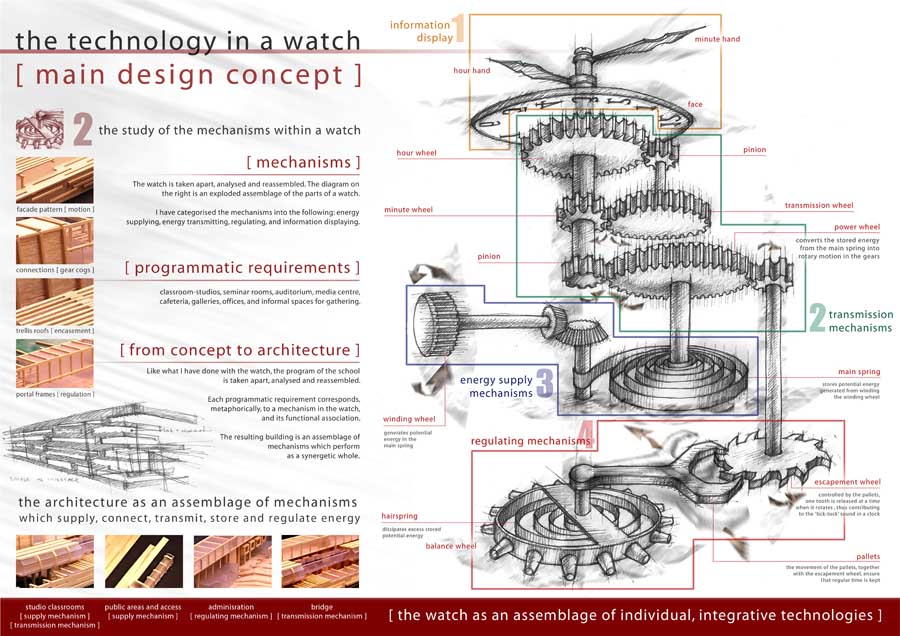 the technology in a watch
[ main design concept ]
2 the study of the mechanisms within a watch
[ mechanisms ]
The watch is taken apart, analysed and reassembled. The diagram on
the right is an exploded assemblage of the parts of a watch.
I have categorised the mechanisms into the following: energy
supplying, energy transmitting, regulating, and information displaying.
facade pattern [ motion ]
connections [ gear cogs ]
trellis roofs [ encasement ]
portal frames [ regulation ]
[ programmatic requirements ]
classroom-studios, seminar rooms, auditorium, media centre,
cafeteria, galleries, offices, and informal spaces for gathering.
[ from concept to architecture ]
Like what I have done with the watch, the program of the school
is taken apart, analysed and reassembled.
Each programmatic requirement corresponds,
metaphorically, to a mechanism in the watch,
and its functional association.
The resulting building is an assemblage of
mechanisms which perform
as a synergetic whole.
the architecture as an assemblage of mechanisms
which supply, connect, transmit, store and regulate energy
studio classrooms
[ supply mechanism ]
[ transmission mechanism ]
public areas and access
[ supply mechanism ]
adminisration
[ regulating mechanism ]
bridge
[ transmission mechanism ]
information
display
1
minute hand
hour hand
face
hour wheel
pinion
minute wheel
transmission wheel
power wheel
converts the stored energy
from the main spring into
rotary motion in the gears
pinion
2 transmission
mechanisms
energy supply
mechanisms
3
main spring
stores potential energy
generated from winding
the winding wheel
winding wheel
generates potential
energy in the
main spring
regulating mechanisms
4
escapement wheel
controlled by the pallets,
one tooth is released at a time
when it rotates , thus contributing
to the 'tick-tock' sound in a clock
hairspring
dissipates excess stored
potential energy
balance wheel
pallets
the movement of the pallets, together
with the escapement wheel, ensure
that regular time is kept
[ the watch as an assemblage of individual, integrative technologies ]